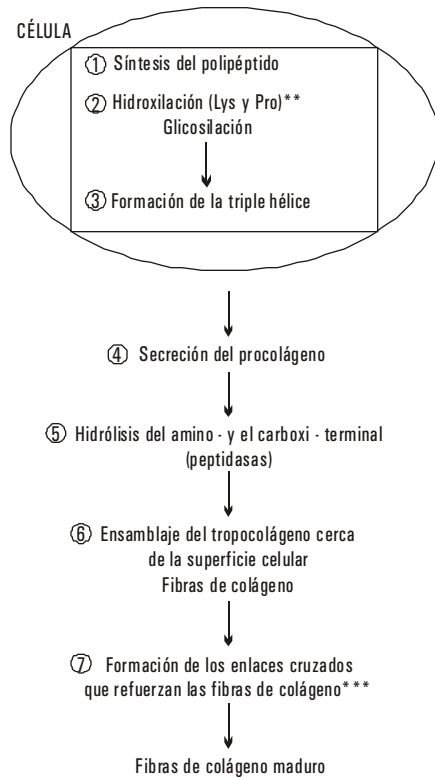 CÉLULA
① Síntesis del polipéptido
② Hidroxilación (Lys y Pro)**
Glicosilación
③ Formación de la triple hélice
④ Secreción del procolágeno
⑤ Hidrólisis del amino - y el carboxi - terminal
(peptidasas)
⑥ Ensamblaje del tropocolágeno cerca
de la superficie celular
Fibras de colágeno
⑦ Formación de los enlaces cruzados
que refuerzan las fibras de colágeno***
Fibras de colágeno maduro